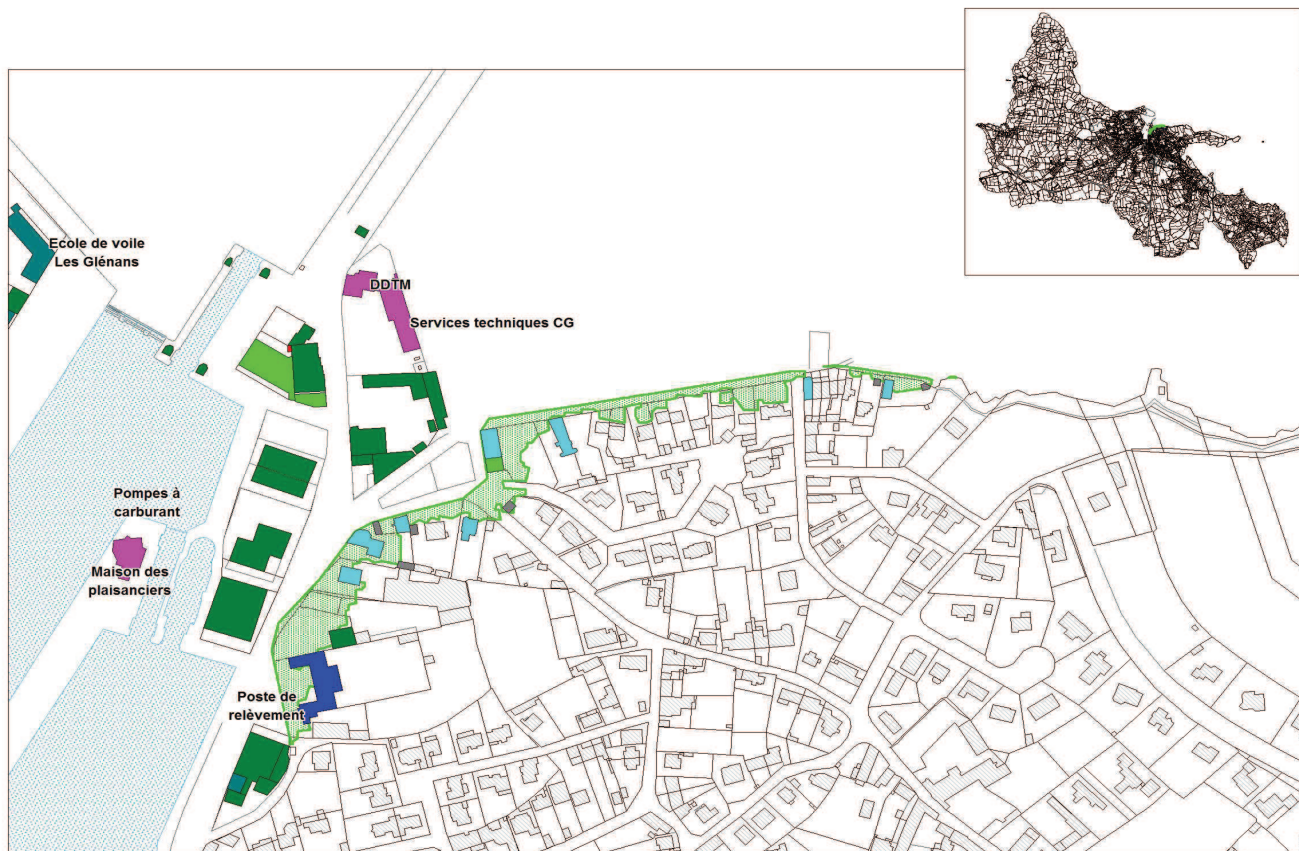 Ecole de voile
Les Glénans
DDTM
Services techniques CG
Pompes à
carburant
Maison des
plaisanciers
Poste de
relèvement